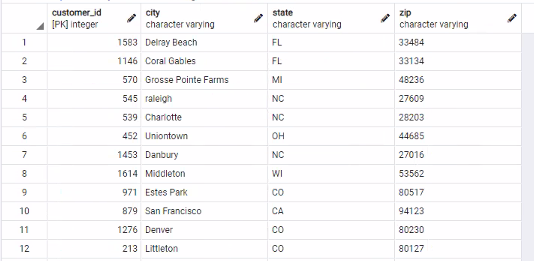 customer_id city state zip
[PK] integer character varying character varying character varying
1 1583 Delray Beach FL 33484
2 1146 Coral Gables FL 33134
3 570 Grosse Pointe Farms MI 48236
4 545 raleigh NC 27609
5 539 Charlotte NC 28203
6 452 Uniontown OH 44685
7 1453 Danbury NC 27016
8 1614 Middleton WI 53562
9 971 Estes Park CO 80517
10 879 San Francisco CA 94123
11 1276 Denver CO 80230
12 213 Littleton CO 80127